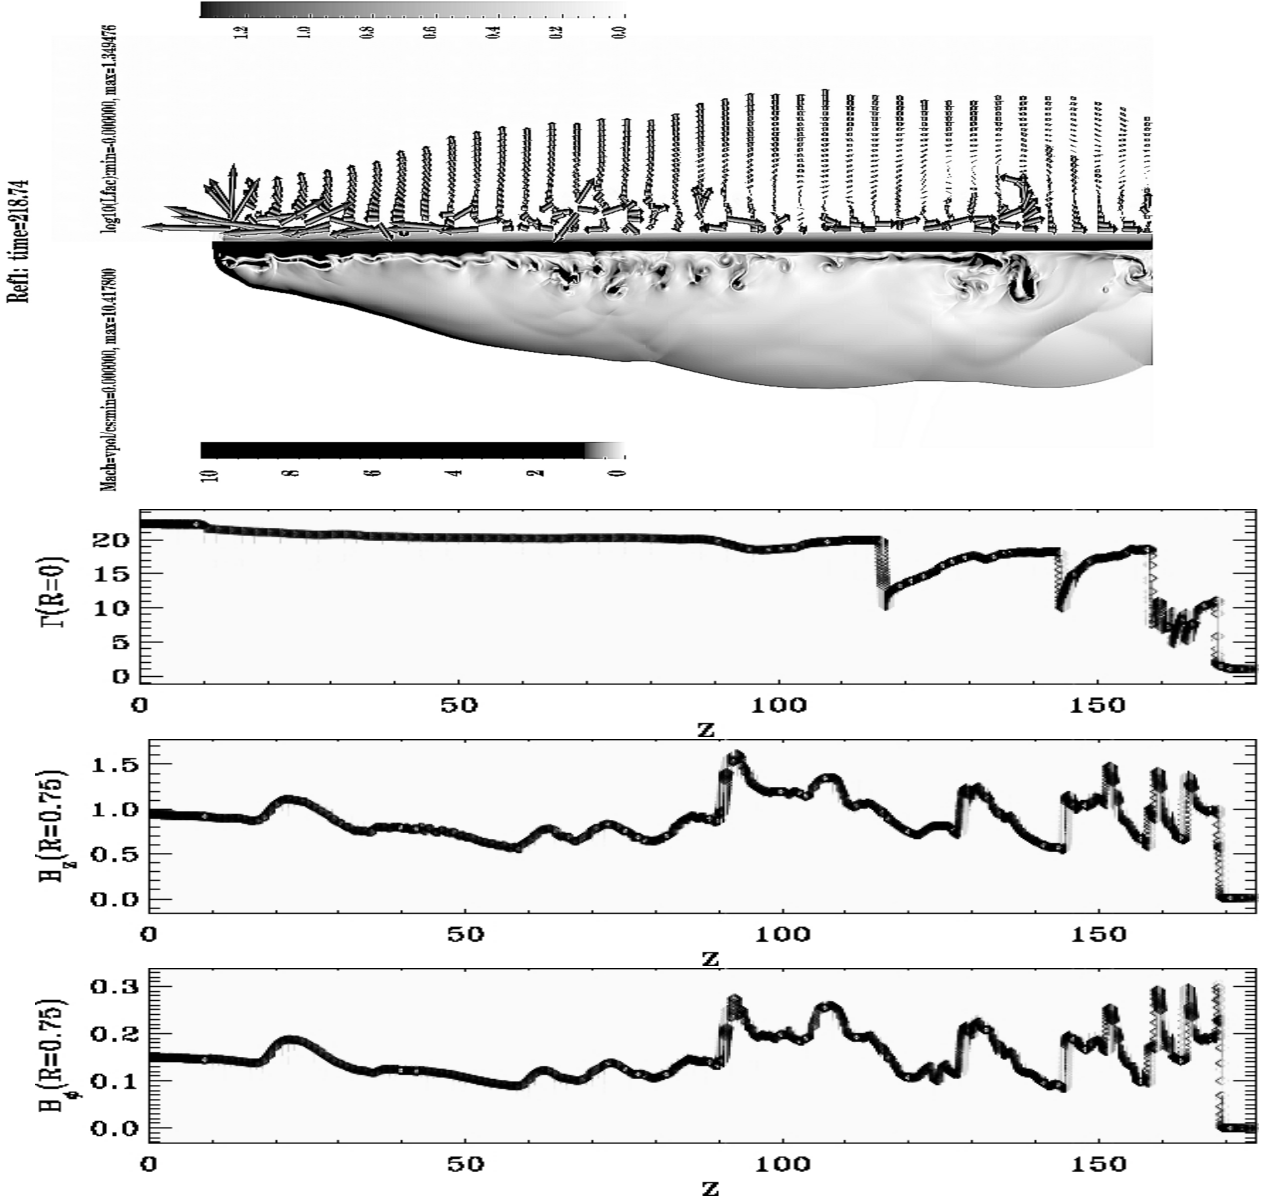 1.2 1.0 0.8 0.6 0.4 0.2 0.0
log10(Lfac):min=-0.000000, max=1.349476
Ref1: time=218.74
Mach=vpol/cs:min=0.000000, max=10.417800
10 8 6 4 2 0
Γ(R=0)
20
15
10
5
0
0 50 100 150
Z
B_z(R=0.75)
1.5
1.0
0.5
0.0
0 50 100 150
Z
B_φ(R=0.75)
0.3
0.2
0.1
0.0
0 50 100 150
Z